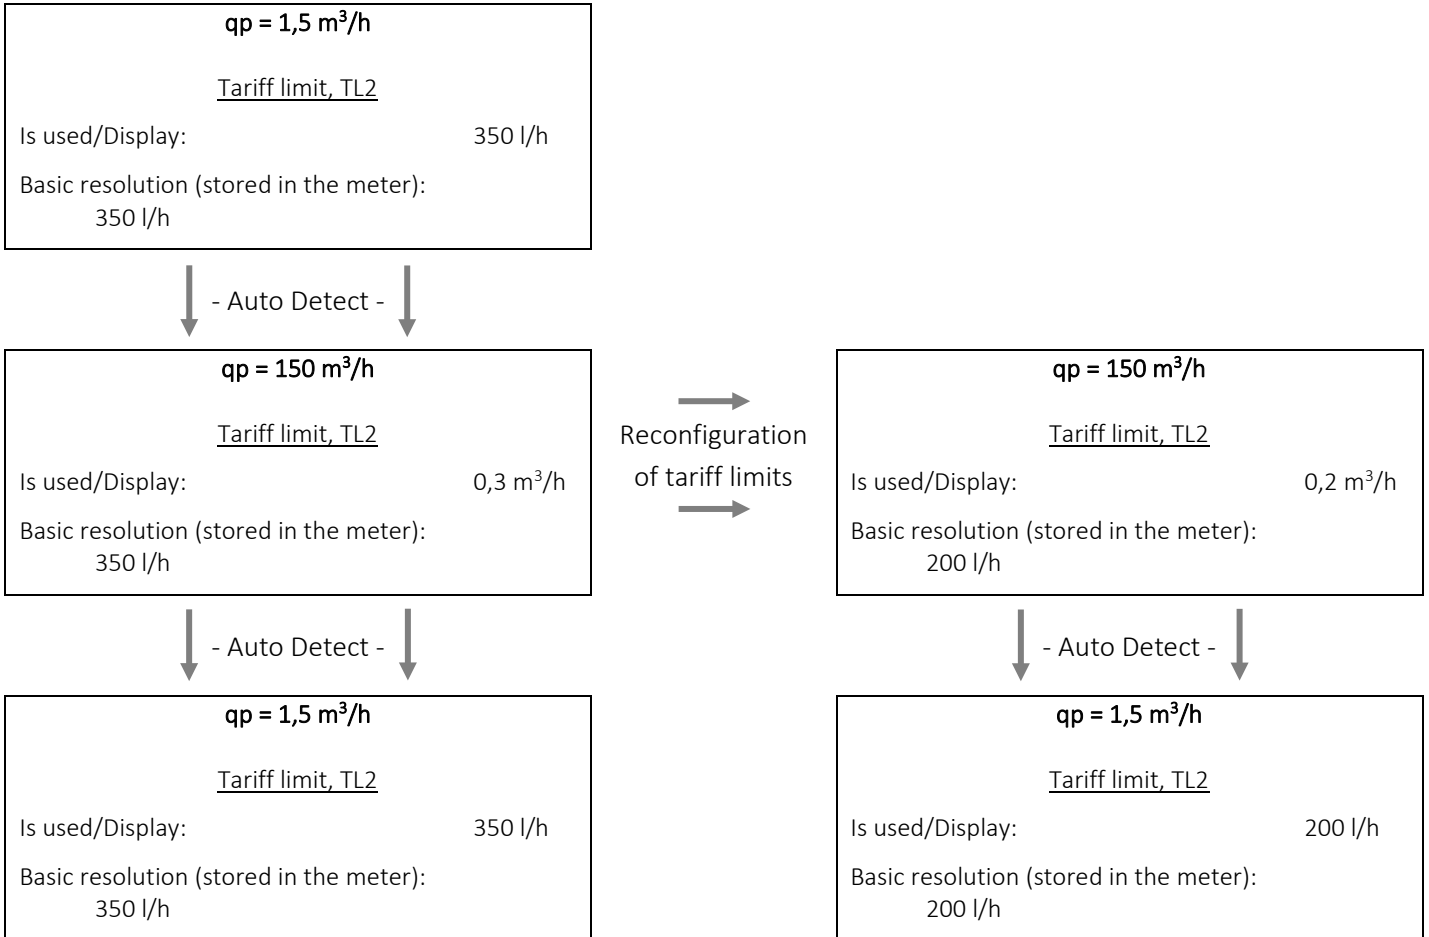 qp = 1,5 m³/h
Tariff limit, TL2
Is used/Display: 350 l/h
Basic resolution (stored in the meter):
350 l/h
- Auto Detect -
qp = 150 m³/h
Tariff limit, TL2
Is used/Display: 0,3 m³/h
Basic resolution (stored in the meter):
350 l/h
Reconfiguration
of tariff limits
qp = 150 m³/h
Tariff limit, TL2
Is used/Display: 0,2 m³/h
Basic resolution (stored in the meter):
200 l/h
- Auto Detect -
- Auto Detect -
qp = 1,5 m³/h
Tariff limit, TL2
Is used/Display: 350 l/h
Basic resolution (stored in the meter):
350 l/h
qp = 1,5 m³/h
Tariff limit, TL2
Is used/Display: 200 l/h
Basic resolution (stored in the meter):
200 l/h